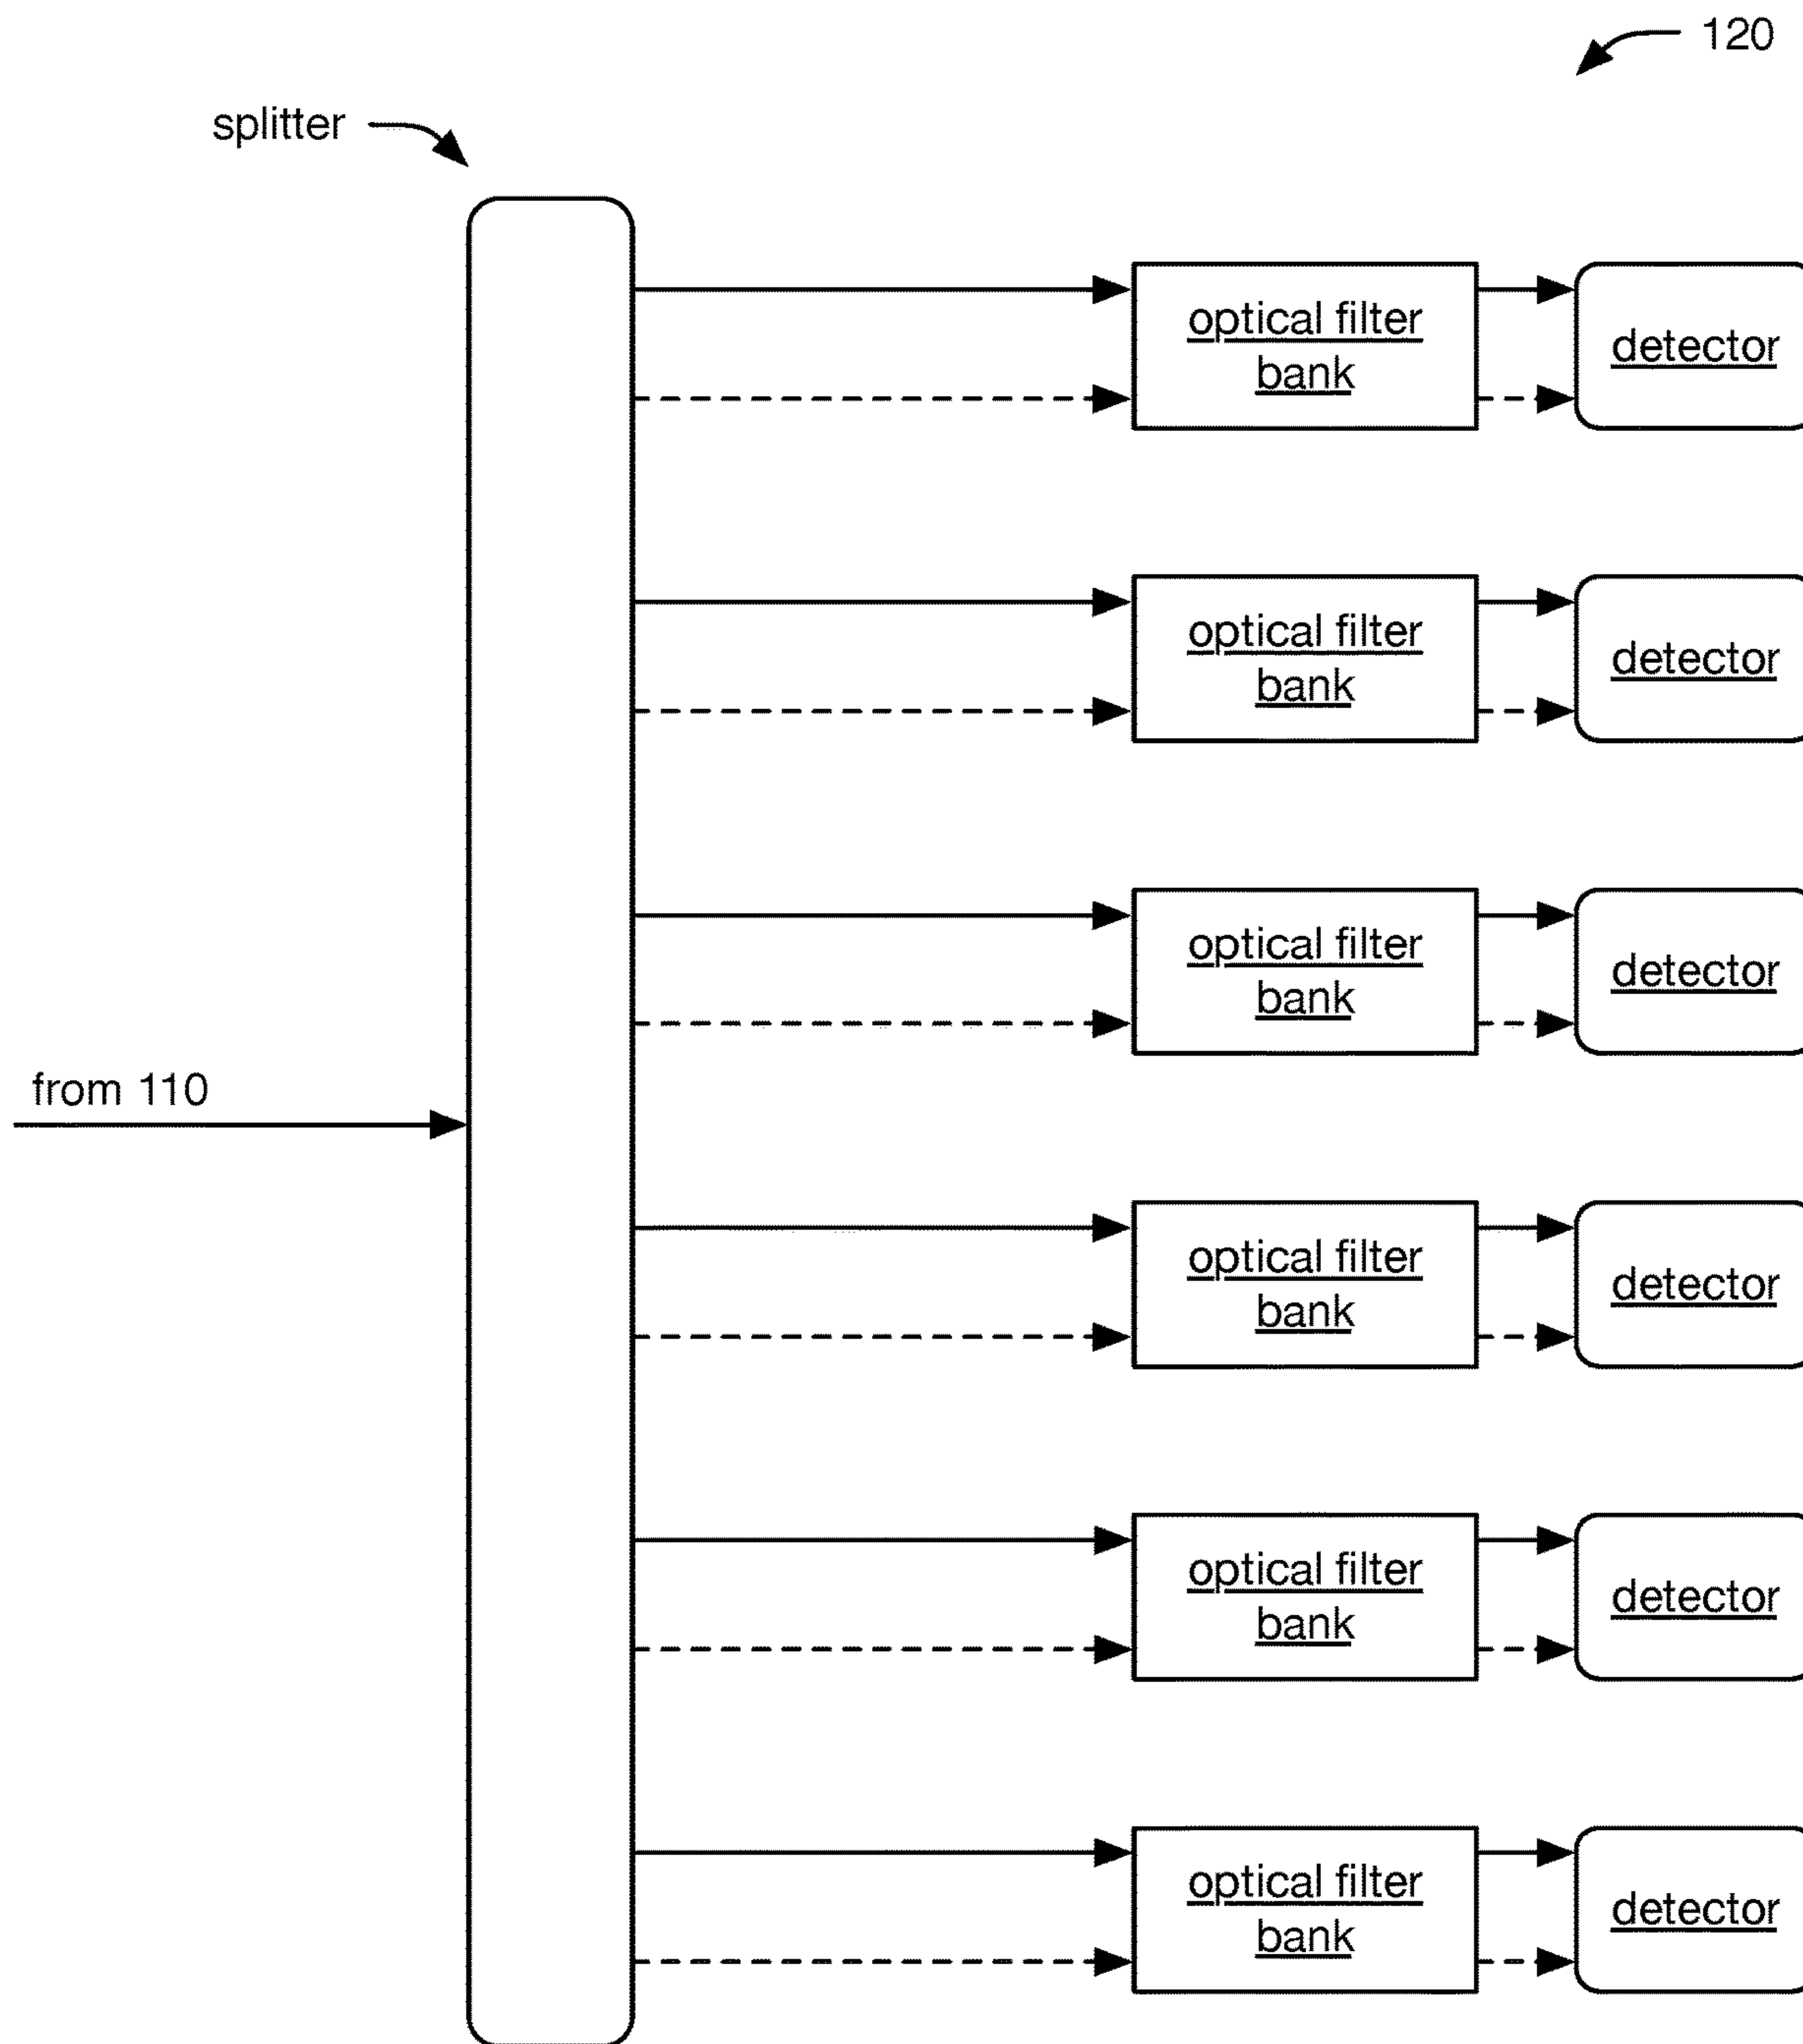 120
splitter
optical filter
bank
detector
optical filter
bank
detector
optical filter
bank
detector
from 110
optical filter
bank
detector
optical filter
bank
detector
optical filter
bank
detector